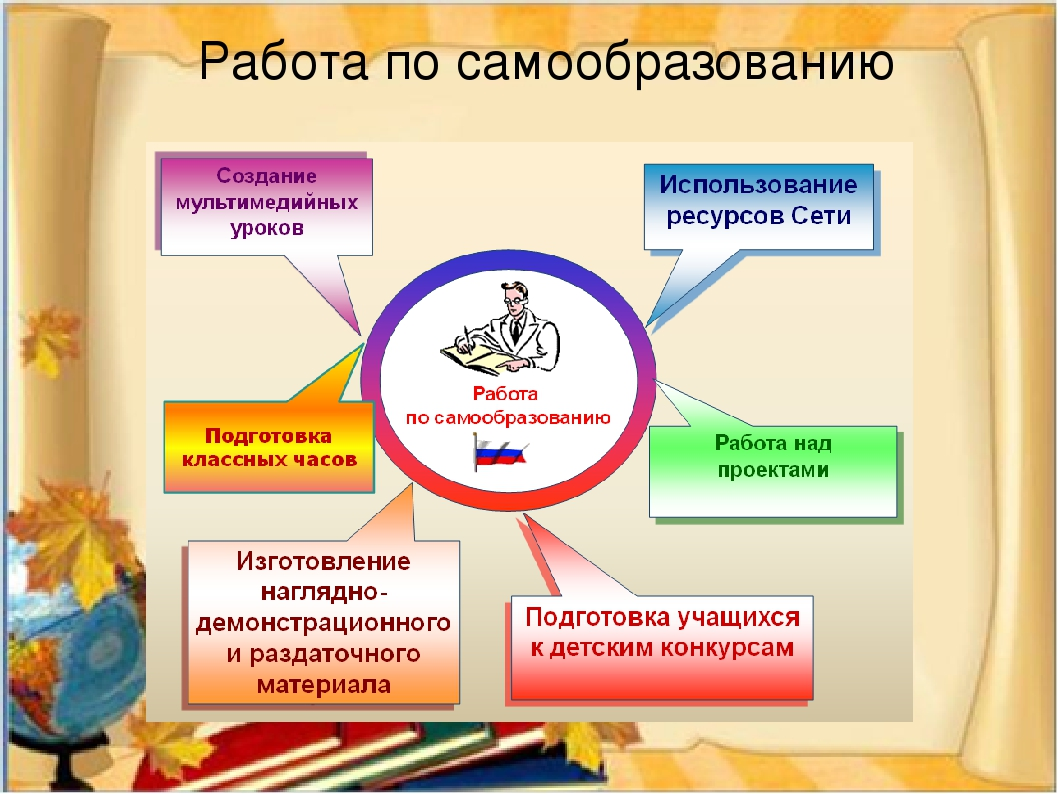 Работа по самообразованию
Создание
мультимедийных
уроков
Использование
ресурсов Сети
Работа
по самообразованию
Подготовка
классных часов
Работа над
проектами
Изготовление
наглядно-
демонстрационного
и раздаточного
материала
Подготовка учащихся
к детским конкурсам